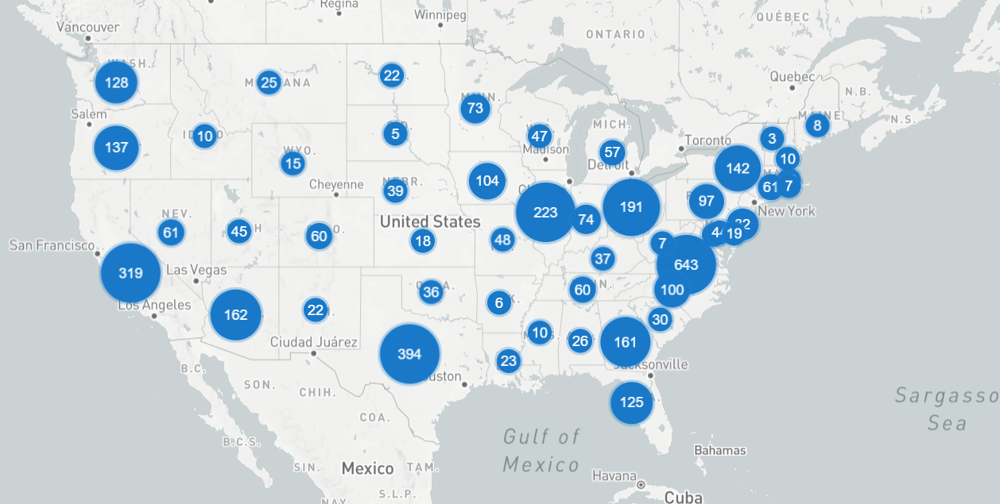 Regina
Winnipeg
QUÉBEC
Vancouver
ONTARIO
WASH.
128
25
22
Quebec
N.B.
73
MINN.
Salem
MAINE
N.S.
8
MICH.
137
10
5
47
Toronto
3
15
WYO.
Madison
57
Detroit
10
142
Cheyenne
39
104
61
7
97
NEV.
223
191
74
New York
United States
61
45
60
18
48
44
19
San Francisco
7
319
Las Vegas
37
643
Los Angeles
36
60
100
162
22
6
30
10
26
161
Ciudad Juárez
394
23
Jacksonville
B.C.
SON.
CHIH.
125
Sargasso
Sea
COA.
Gulf of
Mexico
B.C.S.
Bahamas
SIN.
Mexico
TAM.
Havana
Cuba
S.L.P.
NAY.